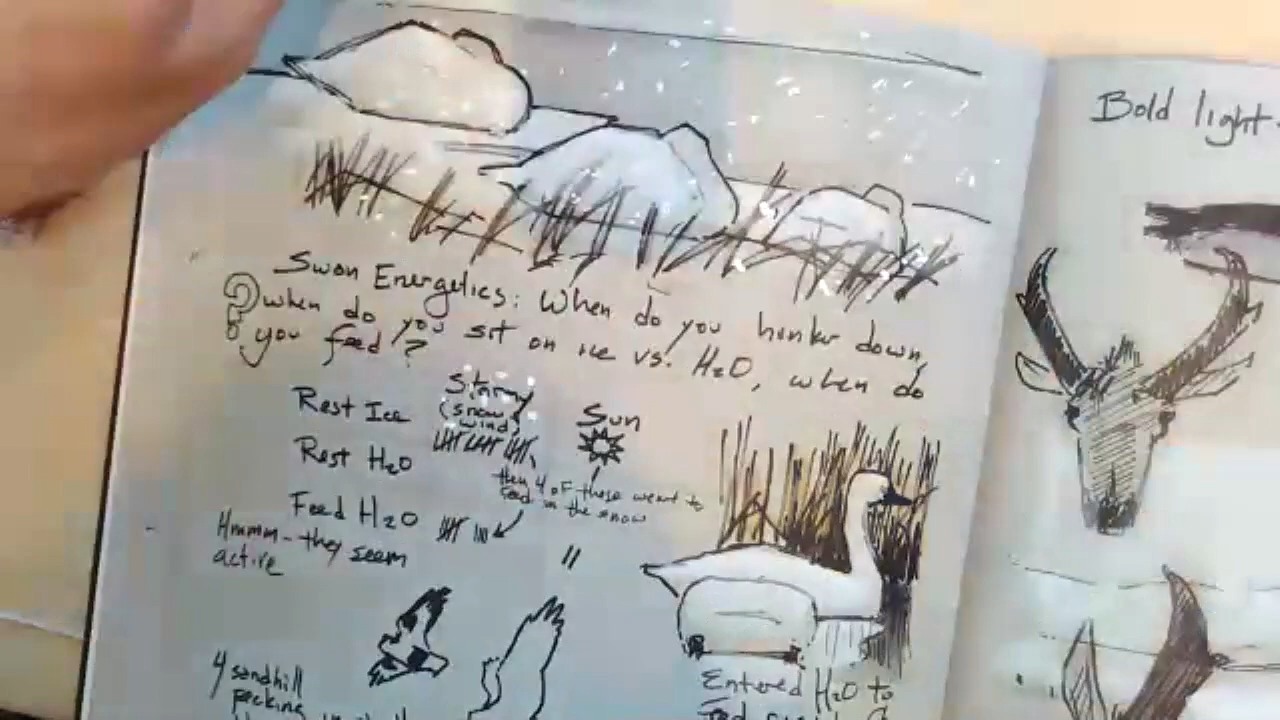 Bold light
Swan Energetics: When do you hunker down,
when do you sit on ice vs. H2O, when do
you feed?
Stormy
(snow,
wind)
Sun
Rest Ice
Rest H2O
then 4 of these went to
feed in the snow
Feed H2O
Hmmm - they seem
active
4 sandhill
pecking
Entered H2O to